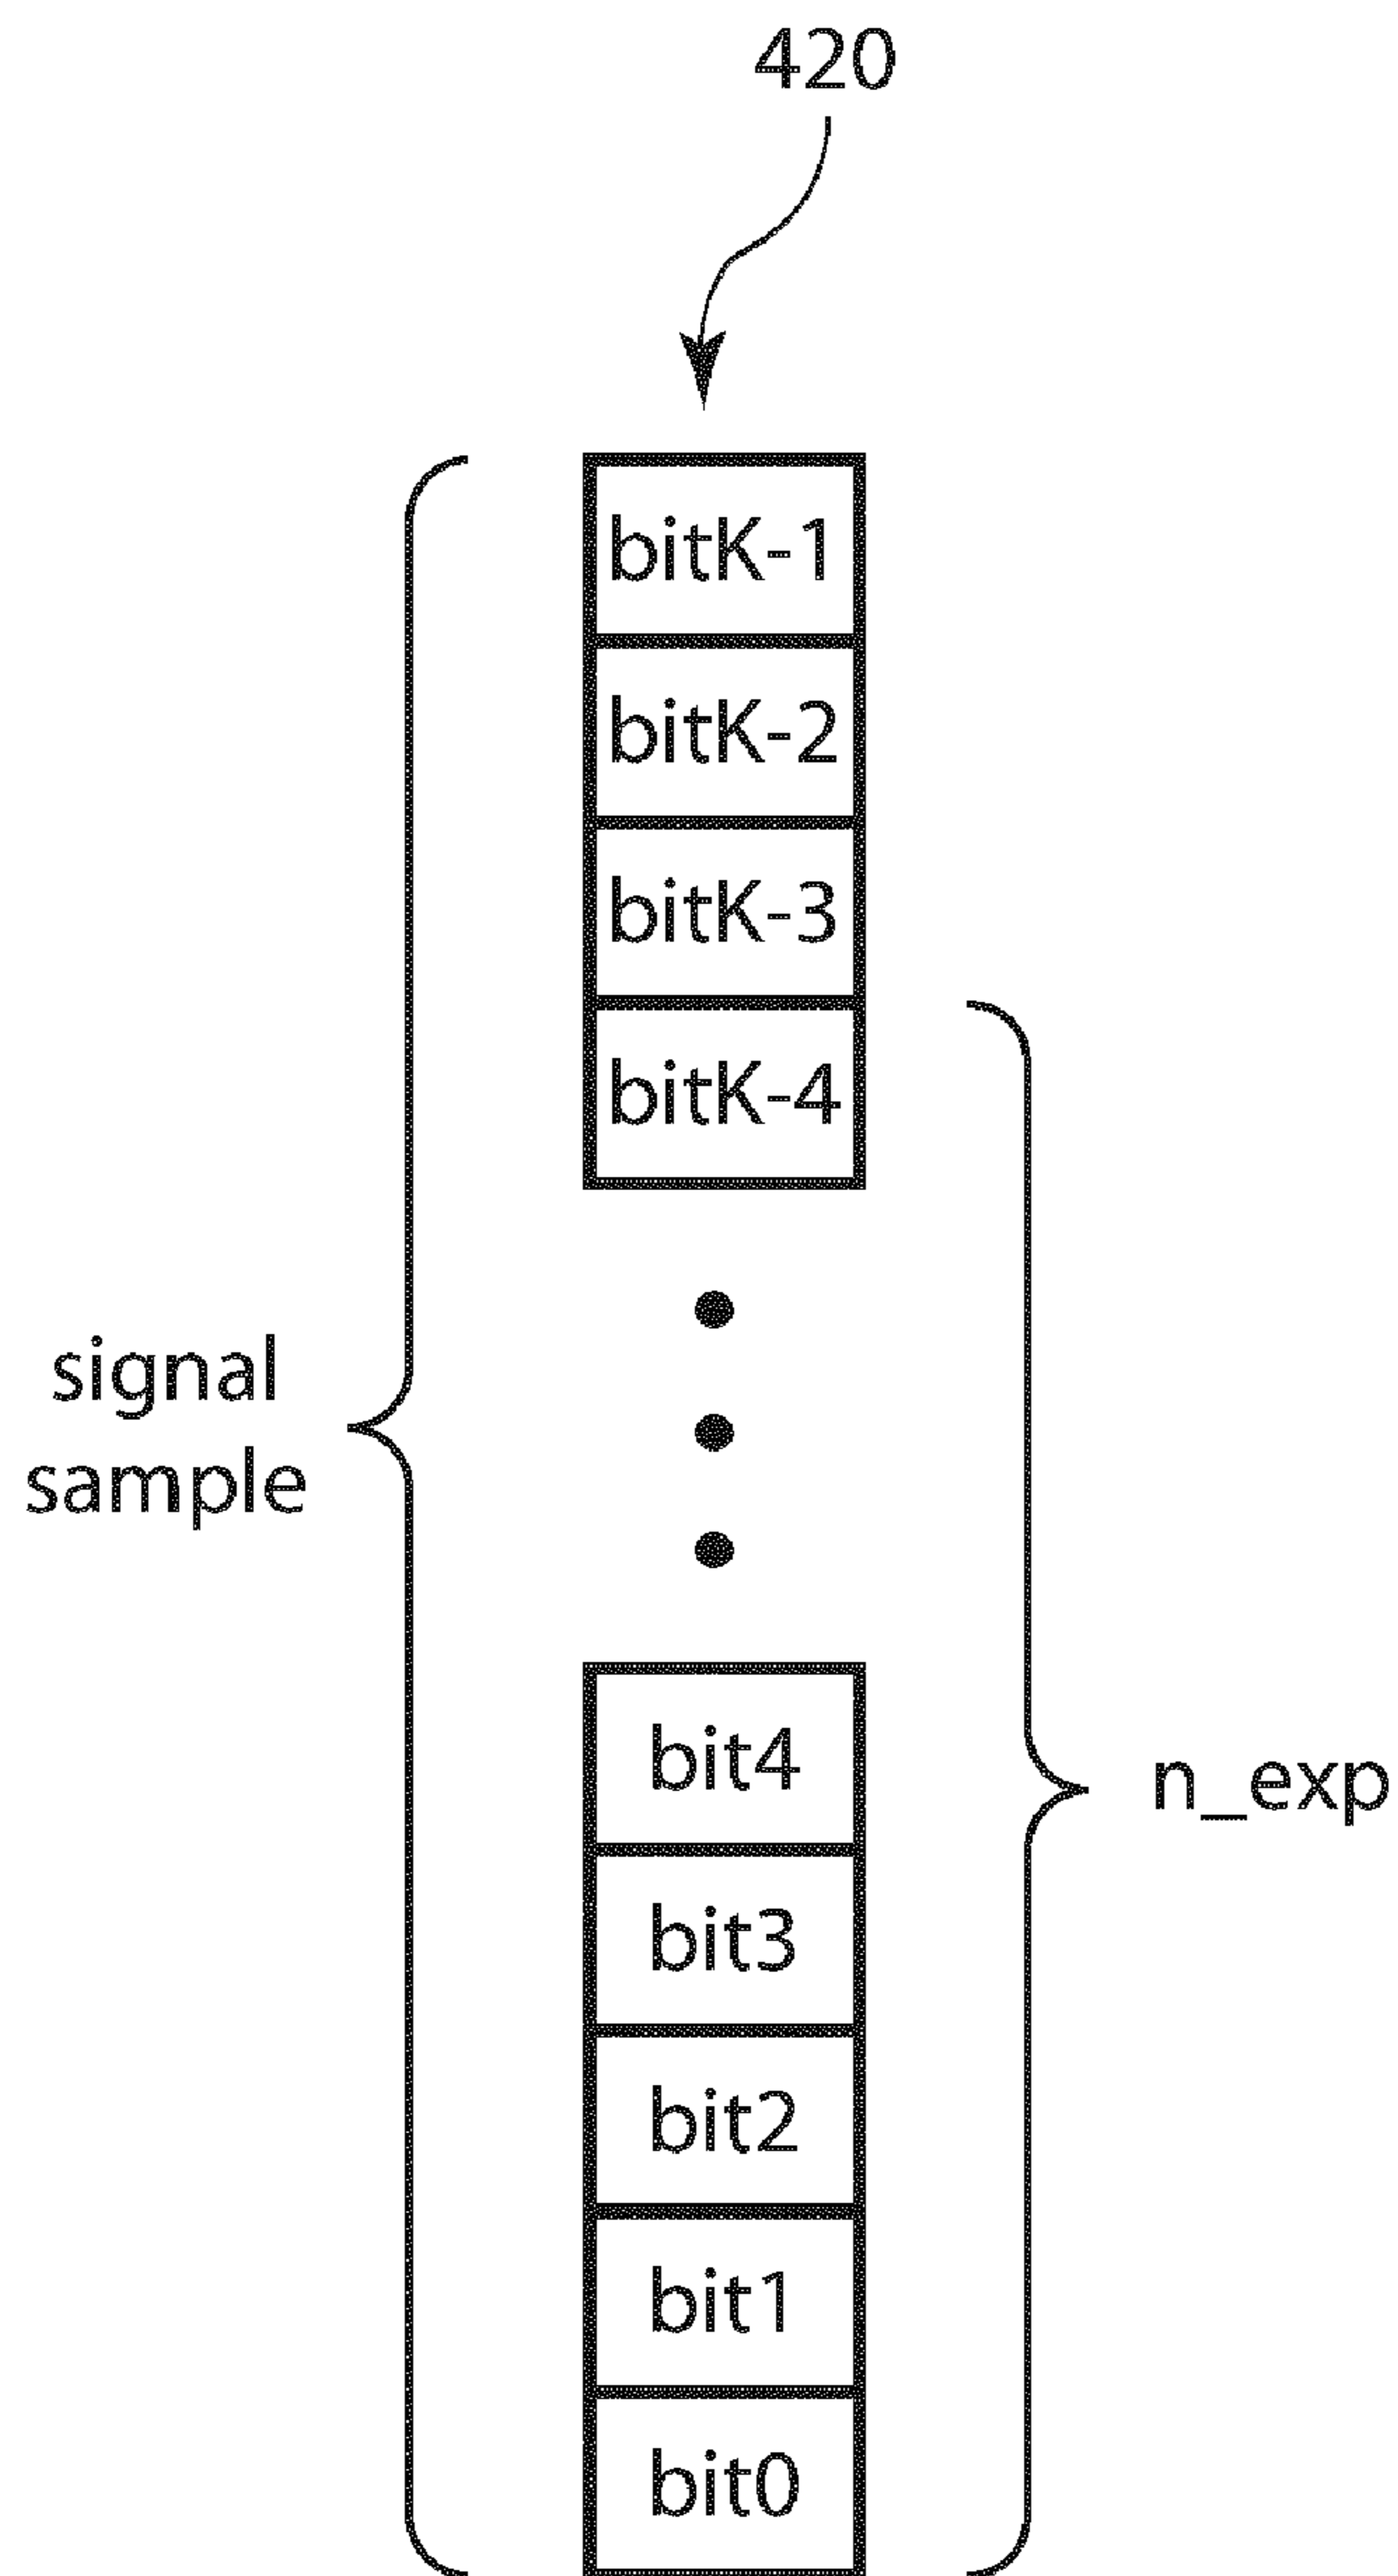 420
bitK-1
bitK-2
bitK-3
bitK-4
signal
sample
bit4
n_exp
bit3
bit2
bit1
bit0